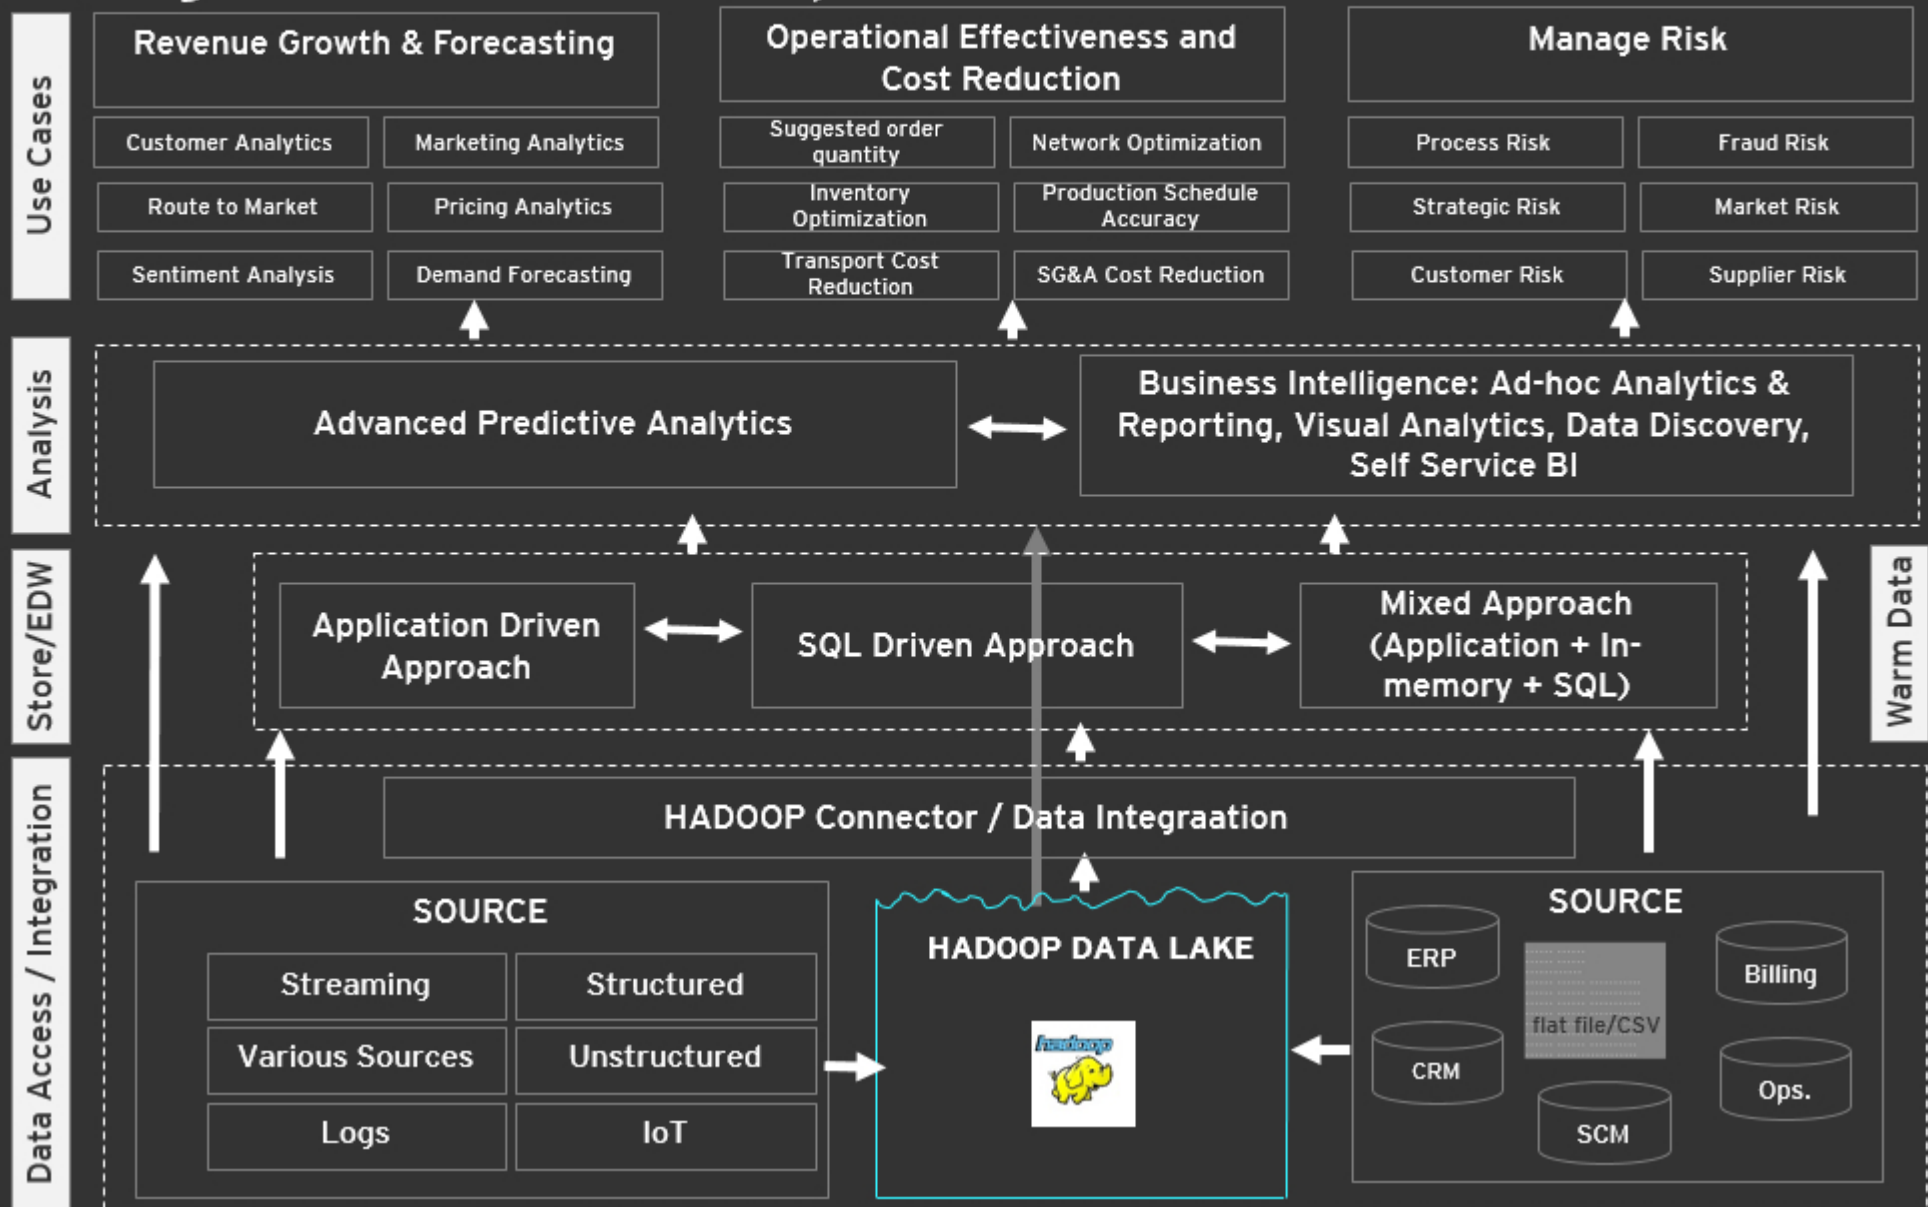 Use Cases
Revenue Growth & Forecasting
Customer Analytics
Marketing Analytics
Route to Market
Pricing Analytics
Sentiment Analysis
Demand Forecasting
Operational Effectiveness and
Cost Reduction
Suggested order
quantity
Network Optimization
Inventory
Optimization
Production Schedule
Accuracy
Transport Cost
Reduction
SG&A Cost Reduction
Manage Risk
Process Risk
Fraud Risk
Strategic Risk
Market Risk
Customer Risk
Supplier Risk
Analysis
Advanced Predictive Analytics
Business Intelligence: Ad-hoc Analytics &
Reporting, Visual Analytics, Data Discovery,
Self Service BI
Store/EDW
Application Driven
Approach
SQL Driven Approach
Mixed Approach
(Application + In-
memory + SQL)
Warm Data
Data Access / Integration
HADOOP Connector / Data Integraation
SOURCE
Streaming
Structured
Various Sources
Unstructured
Logs
IoT
HADOOP DATA LAKE
hadoop
SOURCE
ERP
flat file/CSV
Billing
CRM
Ops.
SCM